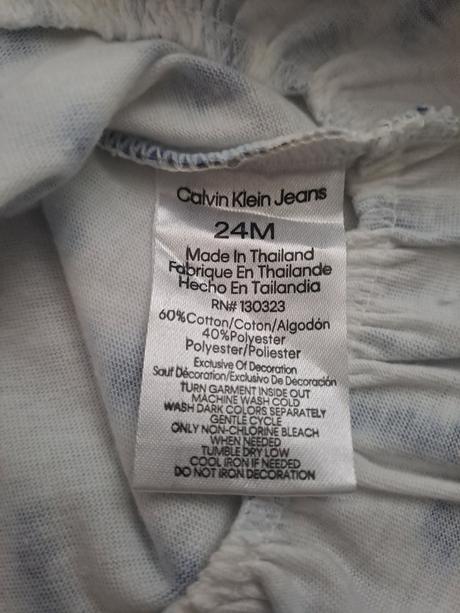 Calvin Klein Jeans
24M
Made In Thailand
Fabrique En Thailande
Hecho En Tailandia
RN# 130323
60%Cotton/Coton/Algodón
40%Polyester
Polyester/Poliester
Exclusive Of Decoration
Sauf Décoration/Exclusivo De Decoración
TURN GARMENT INSIDE OUT
MACHINE WASH COLD
WASH DARK COLORS SEPARATELY
GENTLE CYCLE
ONLY NON-CHLORINE BLEACH
WHEN NEEDED
TUMBLE DRY LOW
COOL IRON IF NEEDED
DO NOT IRON DECORATION